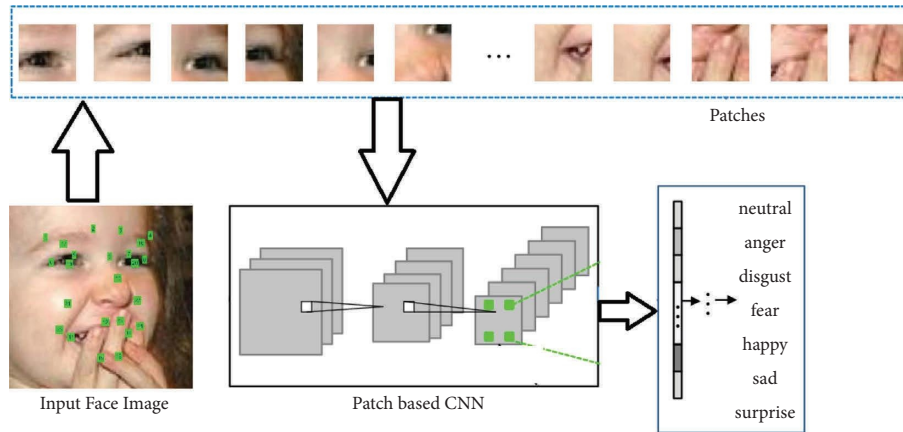 Patches
Input Face Image
Patch based CNN
neutral
anger
disgust
fear
happy
sad
surprise